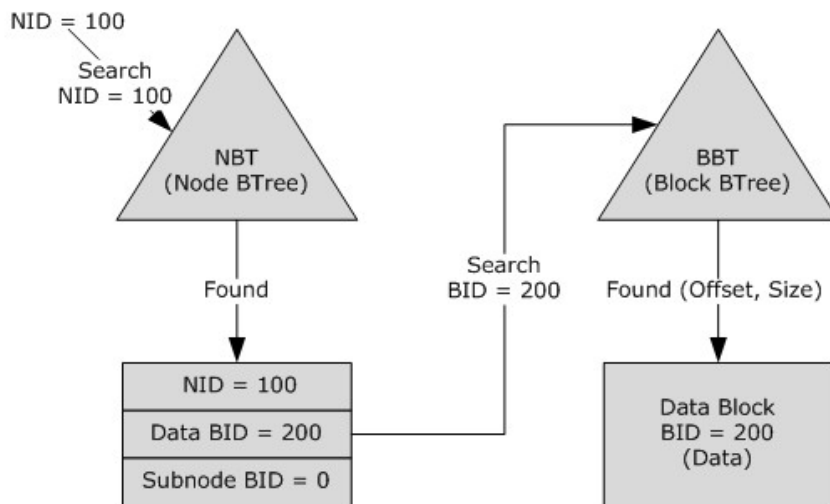 NID = 100
Search
NID = 100
NBT
(Node BTree)
Found
NID = 100
Data BID = 200
Subnode BID = 0
Search
BID = 200
BBT
(Block BTree)
Found (Offset, Size)
Data Block
BID = 200
(Data)